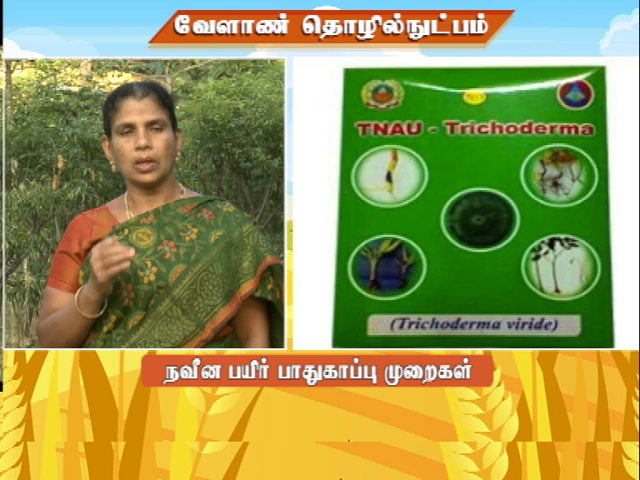 வேளாண் தொழில்நுட்பம்
TNAU - Trichoderma
(Trichoderma viride)
நவீன பயிர் பாதுகாப்பு முறைகள்